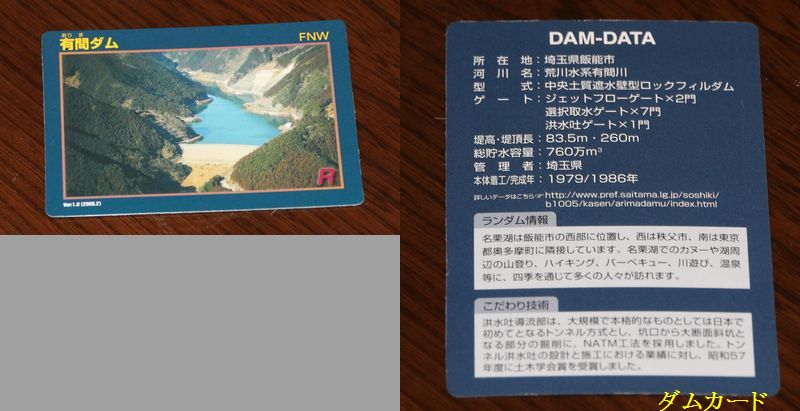 あり ま
有間ダム
FNW
R
Ver.1.0 (2008.2)
DAM-DATA
所在地：埼玉県飯能市
河川名：荒川水系有間川
型式：中央土質遮水壁型ロックフィルダム
ゲート：ジェットフローゲート×2門
選択取水ゲート×7門
洪水吐ゲート×1門
堤高・堤頂長：83.5m・260m
総貯水容量：760万m³
管理者：埼玉県
本体着工/完成年：1979/1986年
詳しいデータはこちら☞http://www.pref.saitama.lg.jp/soshiki/
b1005/kasen/arimadamu/index.html
ランダム情報
名栗湖は飯能市の西部に位置し、西は秩父市、南は東京
都奥多摩町に隣接しています。名栗湖でのカヌーや湖周
辺の山登り、ハイキング、バーベキュー、川遊び、温泉
等に、四季を通じて多くの人々が訪れます。
こだわり技術
洪水吐導流部は、大規模で本格的なものとしては日本で
初めてとなるトンネル方式とし、坑口から大断面斜坑と
なる部分の掘削に、NATM工法を採用しました。トン
ネル洪水吐の設計と施工における業績に対し、昭和57
年度に土木学会賞を受賞しました。
ダムカード